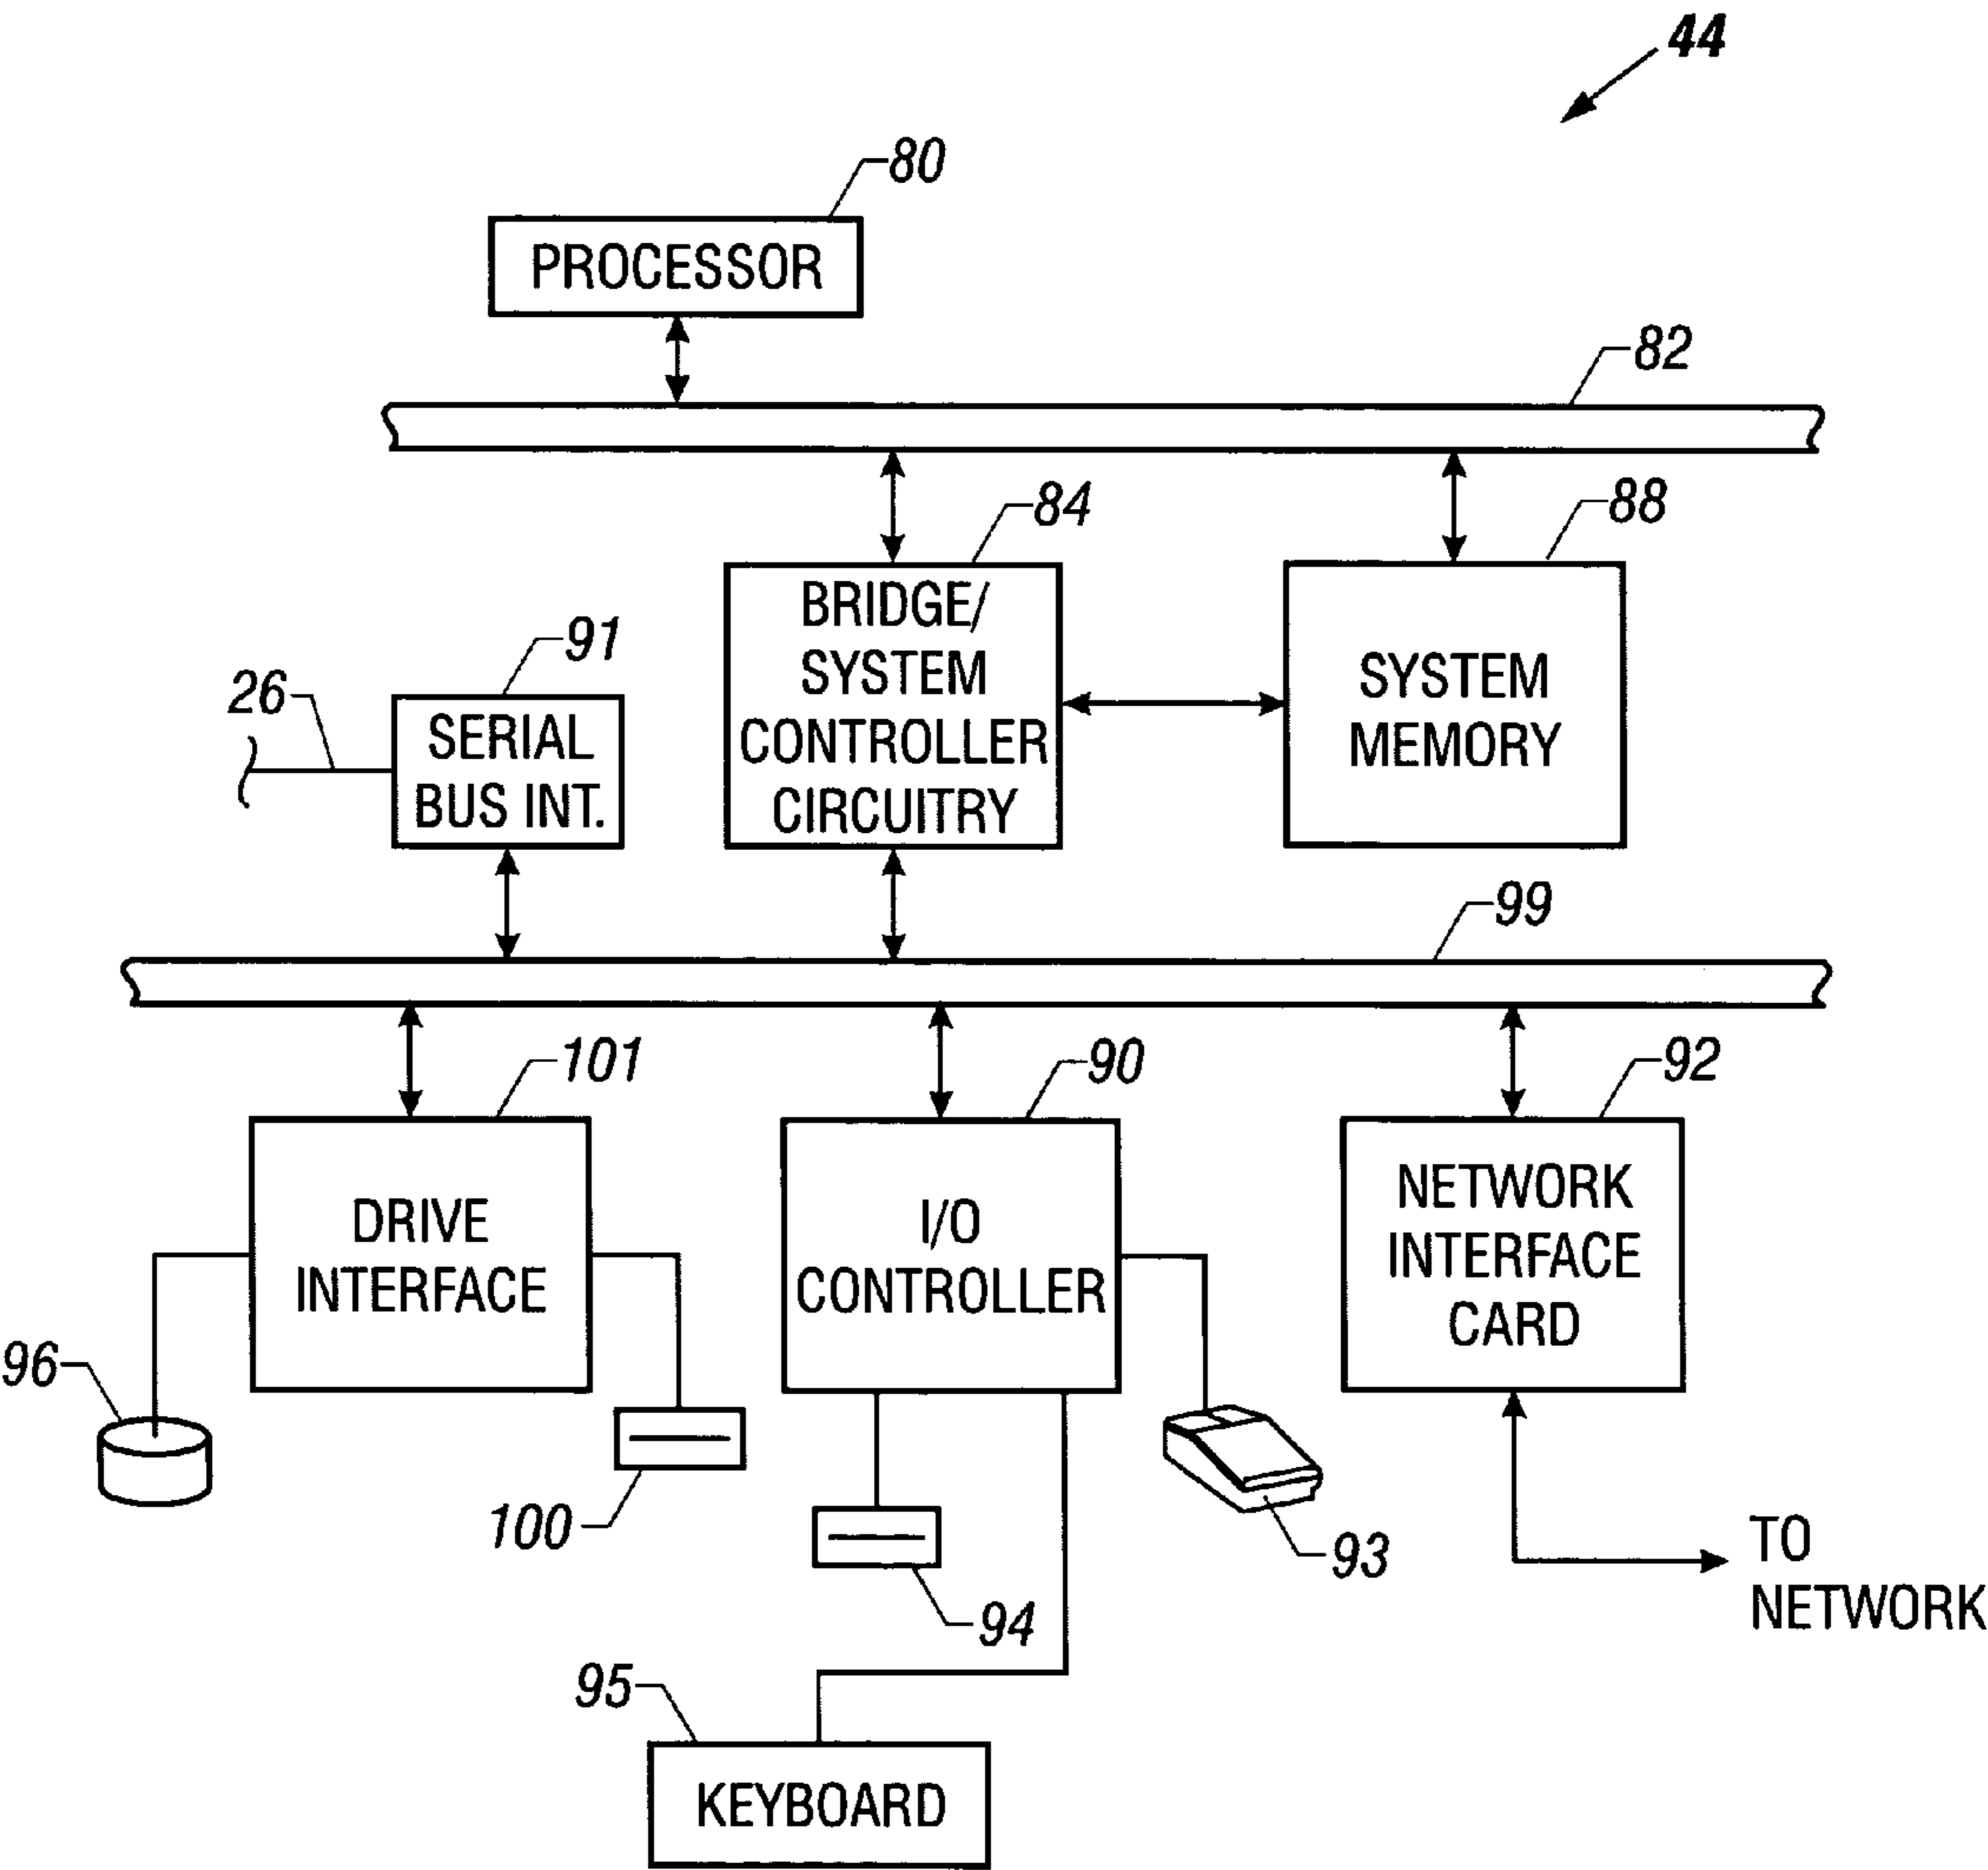 44
80
PROCESSOR
82
84
88
BRIDGE/
SYSTEM
CONTROLLER
CIRCUITRY
SYSTEM
MEMORY
91
26
SERIAL
BUS INT.
99
101
90
92
DRIVE
INTERFACE
I/O
CONTROLLER
NETWORK
INTERFACE
CARD
96
100
94
93
TO
NETWORK
95
KEYBOARD